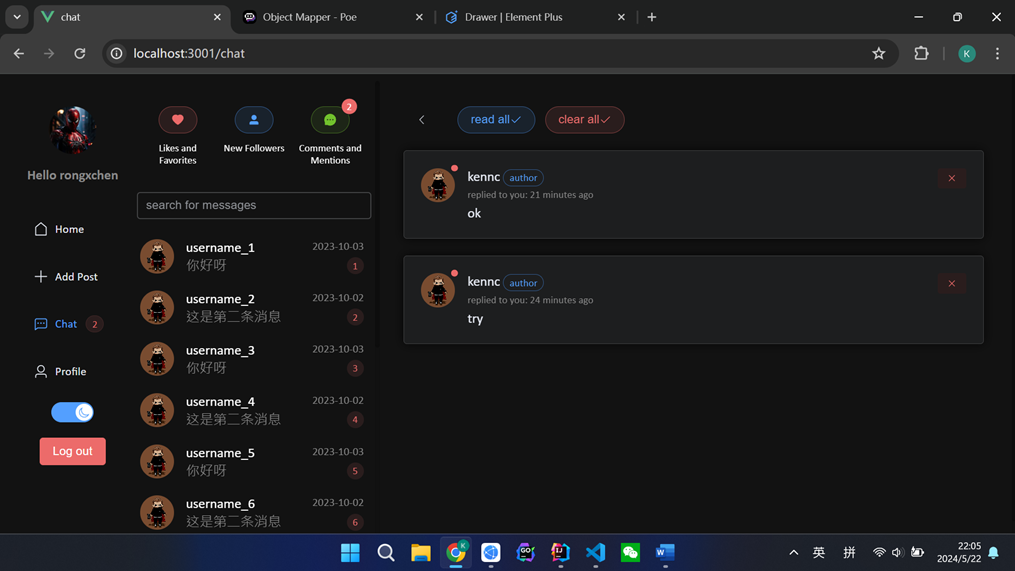 chat
Object Mapper - Poe
Drawer | Element Plus
localhost:3001/chat
K
Hello rongxchen
Home
Add Post
Chat 2
Profile
Log out
Likes and
Favorites
New Followers
2
Comments and
Mentions
search for messages
username_1 2023-10-03
你好呀 1
username_2 2023-10-02
这是第二条消息 2
username_3 2023-10-03
你好呀 3
username_4 2023-10-02
这是第二条消息 4
username_5 2023-10-03
你好呀 5
username_6 2023-10-02
这是第二条消息 6
read all
clear all
kennc author
replied to you: 21 minutes ago
ok
kennc author
replied to you: 24 minutes ago
try
英 拼
22:05
2024/5/22